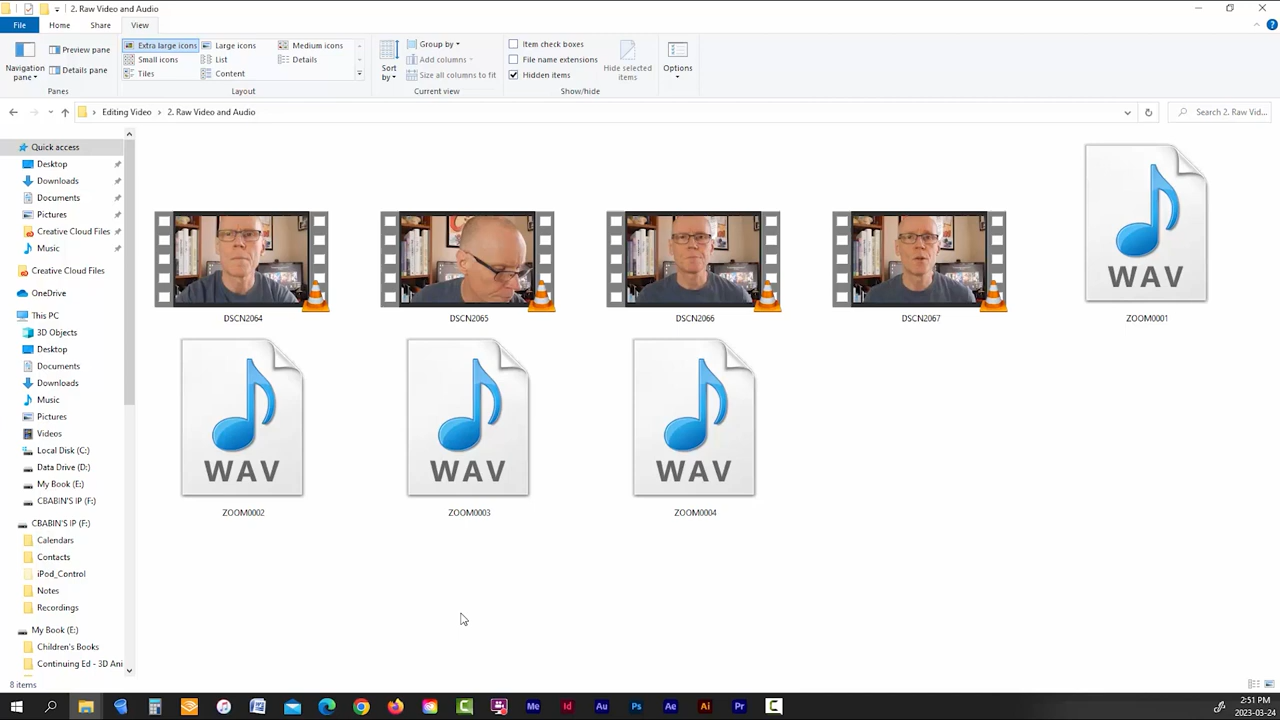 2. Raw Video and Audio
File
Home
Share
View
Navigation
pane
Preview pane
Details pane
Panes
Extra large icons
Large icons
Medium icons
Small icons
List
Details
Tiles
Content
Layout
Sort
by
Group by
Add columns
Size all columns to fit
Current view
Item check boxes
File name extensions
Hidden items
Hide selected
items
Show/hide
Options
Editing Video
2. Raw Video and Audio
Search 2. Raw Vid...
Quick access
Desktop
Downloads
Documents
Pictures
Creative Cloud Files
Music
Creative Cloud Files
OneDrive
This PC
3D Objects
Desktop
Documents
Downloads
Music
Pictures
Videos
Local Disk (C:)
Data Drive (D:)
My Book (E:)
CBABIN'S IP (F:)
CBABIN'S IP (F:)
Calendars
Contacts
iPod_Control
Notes
Recordings
My Book (E:)
Children's Books
Continuing Ed - 3D Ani
DSCN2064
DSCN2065
DSCN2066
DSCN2067
WAV
ZOOM0001
WAV
ZOOM0002
WAV
ZOOM0003
WAV
ZOOM0004
8 items
Me
Id
Au
Ps
Ae
Ai
Pr
2:51 PM
2023-03-24